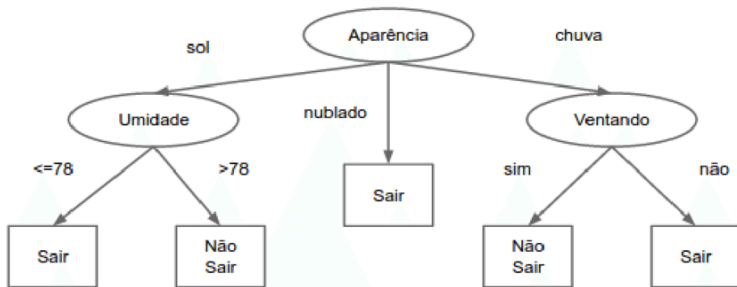 Aparência
sol
chuva
Umidade
nublado
Ventando
<=78
>78
Sair
sim
não
Sair
Não
Sair
Não
Sair
Sair